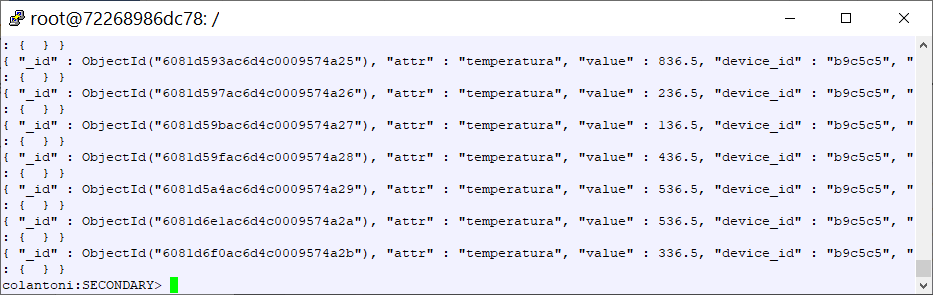 root@72268986dc78: /
: {  } }
{ "_id" : ObjectId("6081d593ac6d4c0009574a25"), "attr" : "temperatura", "value" : 836.5, "device_id" : "b9c5c5", "
: {  } }
{ "_id" : ObjectId("6081d597ac6d4c0009574a26"), "attr" : "temperatura", "value" : 236.5, "device_id" : "b9c5c5", "
: {  } }
{ "_id" : ObjectId("6081d59bac6d4c0009574a27"), "attr" : "temperatura", "value" : 136.5, "device_id" : "b9c5c5", "
: {  } }
{ "_id" : ObjectId("6081d59fac6d4c0009574a28"), "attr" : "temperatura", "value" : 436.5, "device_id" : "b9c5c5", "
: {  } }
{ "_id" : ObjectId("6081d5a4ac6d4c0009574a29"), "attr" : "temperatura", "value" : 536.5, "device_id" : "b9c5c5", "
: {  } }
{ "_id" : ObjectId("6081d6e1ac6d4c0009574a2a"), "attr" : "temperatura", "value" : 536.5, "device_id" : "b9c5c5", "
: {  } }
{ "_id" : ObjectId("6081d6f0ac6d4c0009574a2b"), "attr" : "temperatura", "value" : 336.5, "device_id" : "b9c5c5", "
: {  } }
colantoni:SECONDARY>